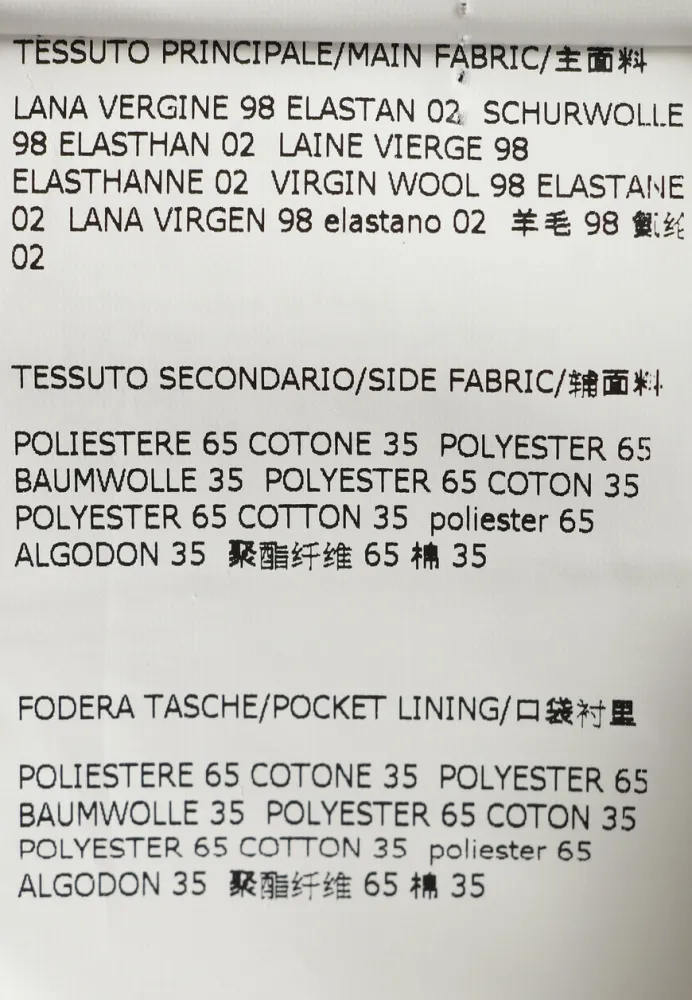 TESSUTO PRINCIPALE/MAIN FABRIC/主面料
LANA VERGINE 98 ELASTAN 02 SCHURWOLLE
98 ELASTHAN 02 LAINE VIERGE 98
ELASTHANNE 02 VIRGIN WOOL 98 ELASTANE
02 LANA VIRGEN 98 elastano 02 羊毛 98 氨纶
02
TESSUTO SECONDARIO/SIDE FABRIC/辅面料
POLIESTERE 65 COTONE 35 POLYESTER 65
BAUMWOLLE 35 POLYESTER 65 COTON 35
POLYESTER 65 COTTON 35 poliester 65
ALGODON 35 聚酯纤维 65 棉 35
FODERA TASCHE/POCKET LINING/口袋衬里
POLIESTERE 65 COTONE 35 POLYESTER 65
BAUMWOLLE 35 POLYESTER 65 COTON 35
POLYESTER 65 COTTON 35 poliester 65
ALGODON 35 聚酯纤维 65 棉 35